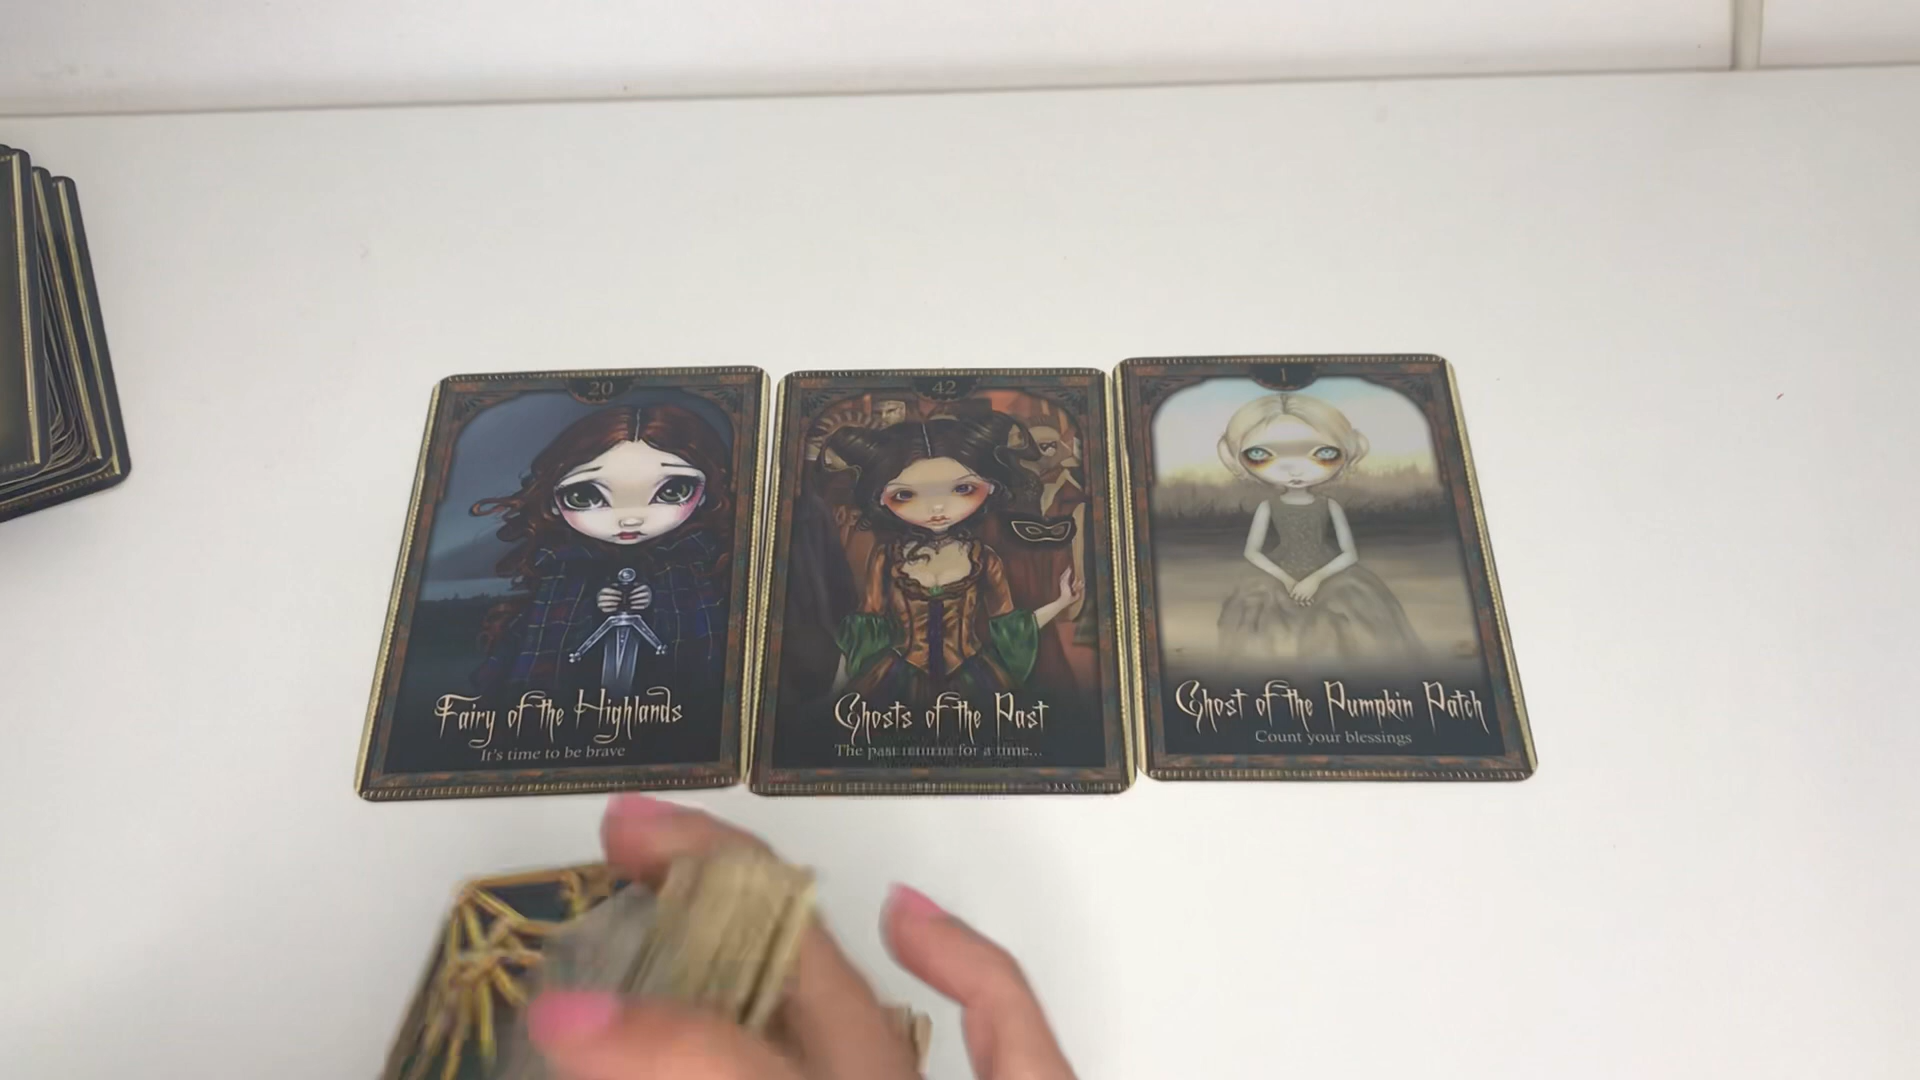 20
Fairy of the Highlands
It's time to be brave
42
Ghosts of the Past
The past returns for a time...
1
Ghost of the Pumpkin Patch
Count your blessings